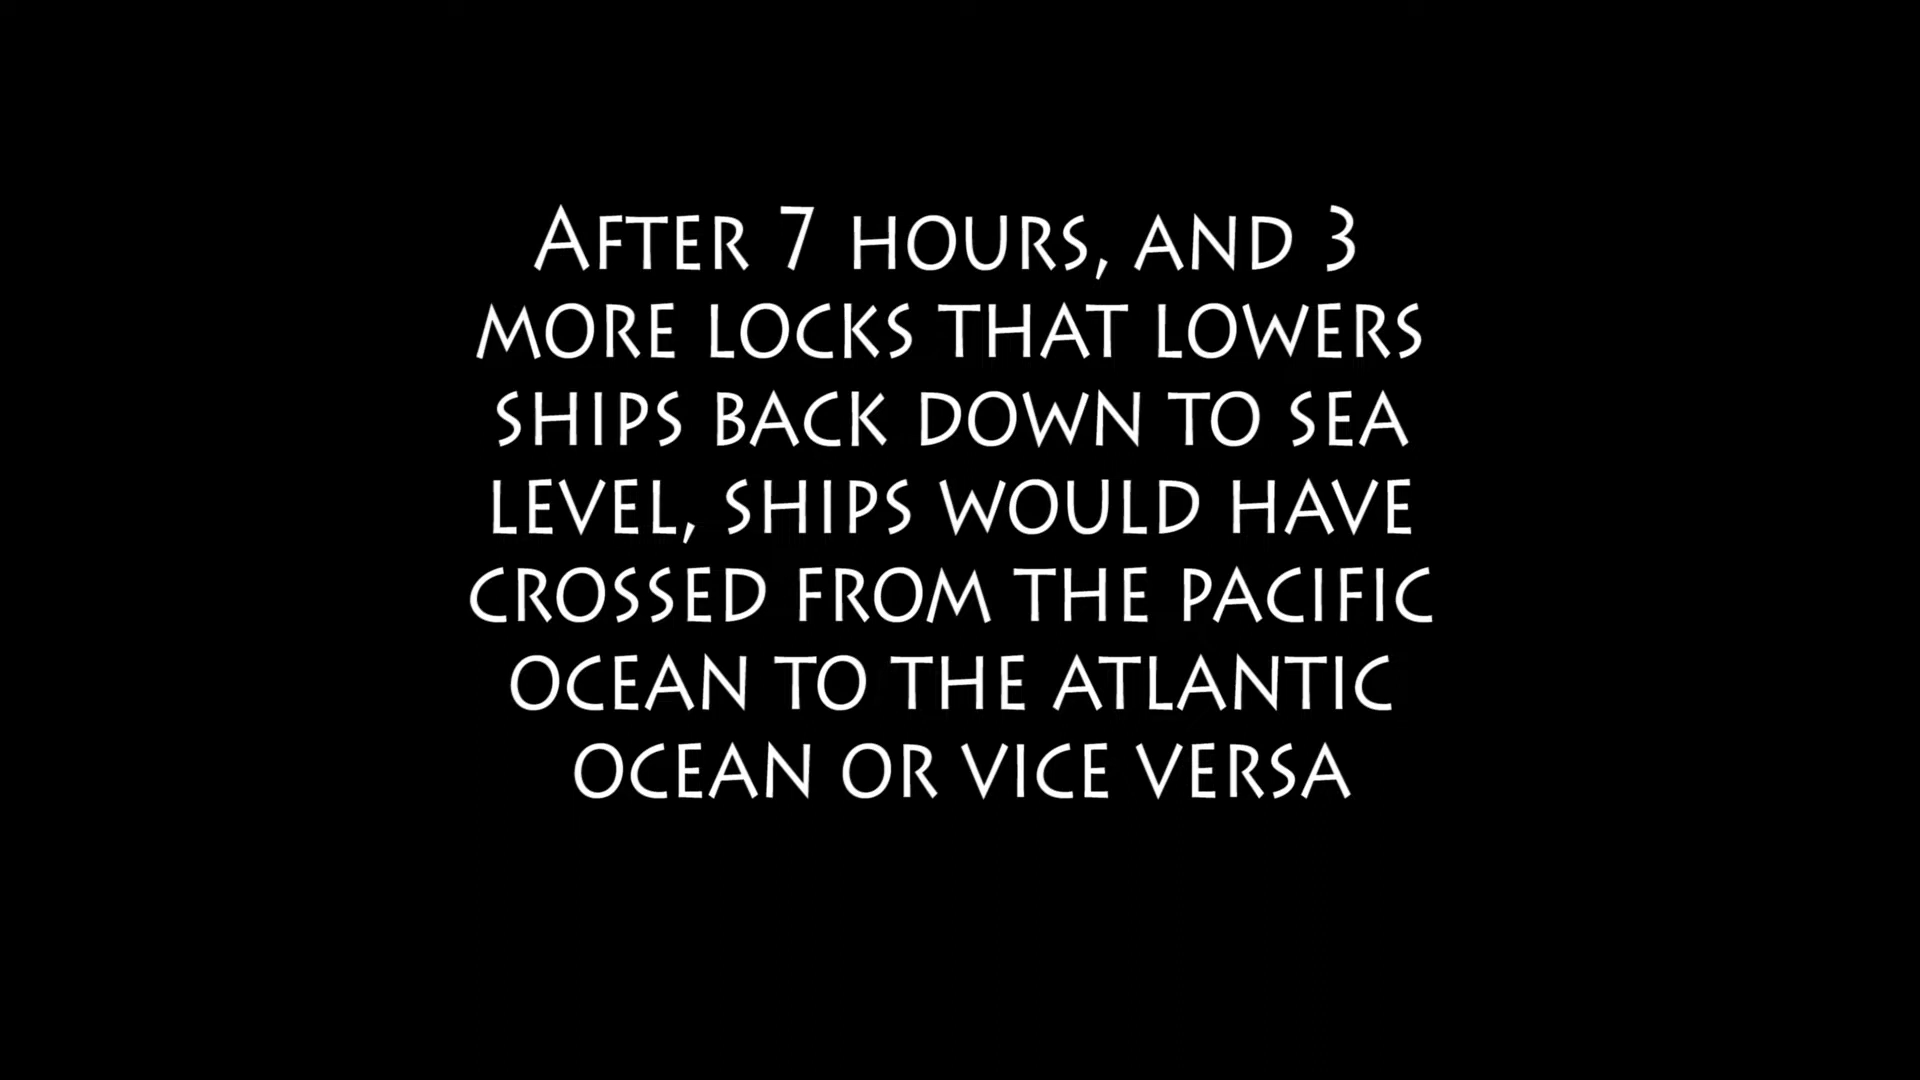 After 7 hours, and 3
more locks that lowers
ships back down to sea
level, ships would have
crossed from the pacific
ocean to the atlantic
ocean or vice versa